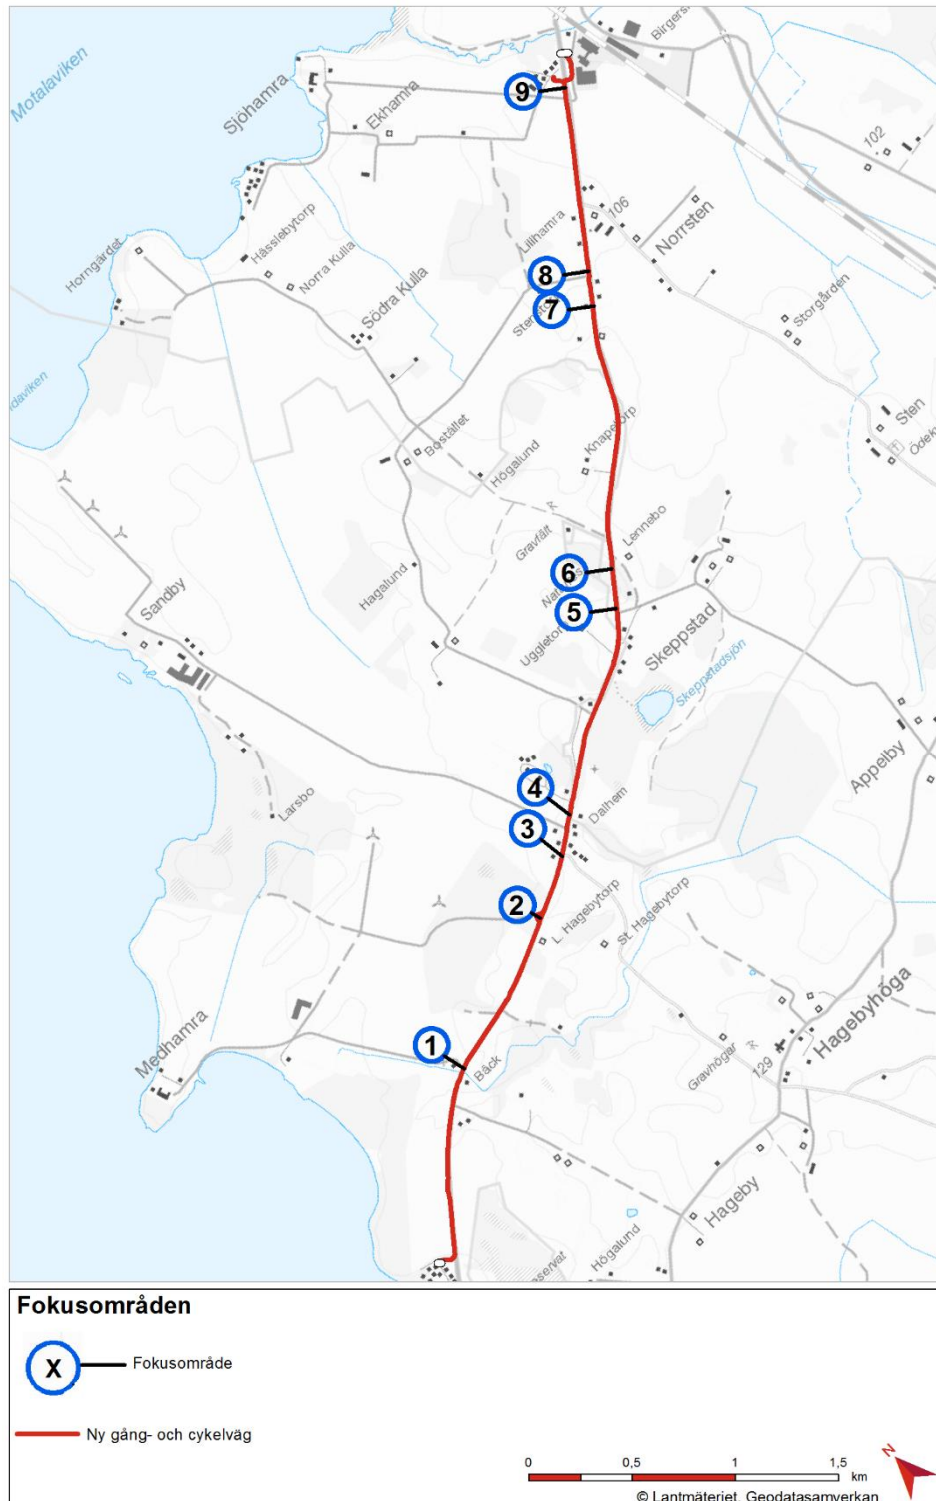 Motalaviken
Sjöhamra
Ekhamra
Birgers
9
102
Hässlebytorp
Horngärdet
Norra Kulla
Södra Kulla
Lillhamra
106
Norrsten
8
7
Storgården
Sten
Ödek
Boställel
Högalund
Knapetorp
Gravfält
Lennebo
6
5
Hagalund
Sandby
Skeppstad
Skeppstadsjön
Appelby
4
Dalhem
3
Larsbo
2
L. Hagebytorp
St. Hagebytorp
Hagebyhöga
Medhamra
1
Bäck
Gravhögar
129
Hageby
Högalund
Fokusområden
X
Fokusområde
Ny gång- och cykelväg
N
0 0,5 1 1,5
km
© Lantmäteriet, Geodatasamverkan